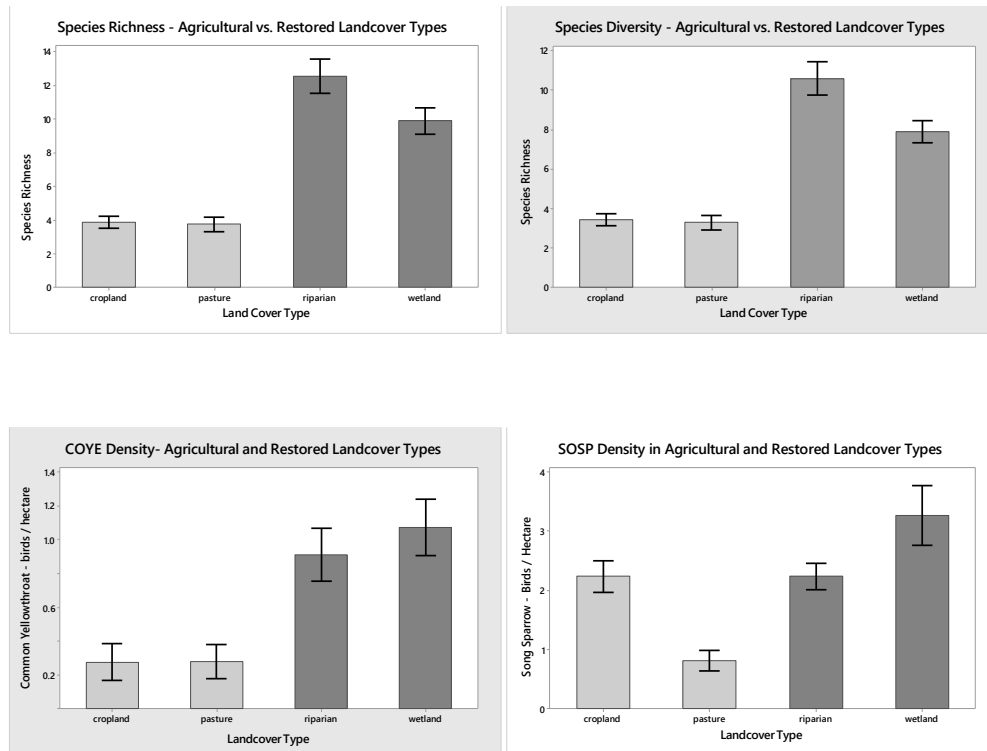 Species Richness - Agricultural vs. Restored Landcover Types
Species Richness
14
12
10
8
6
4
2
0
cropland pasture riparian wetland
Land Cover Type
Species Diversity - Agricultural vs. Restored Landcover Types
Species Richness
12
10
8
6
4
2
0
cropland pasture riparian wetland
Land Cover Type
COYE Density- Agricultural and Restored Landcover Types
Common Yellowthroat - birds / hectare
1.4
1.2
1.0
0.6
0.2
cropland pasture riparian wetland
Landcover Type
SOSP Density in Agricultural and Restored Landcover Types
Song Sparrow - Birds / Hectare
4
3
2
1
0
cropland pasture riparian wetland
Landcover Type